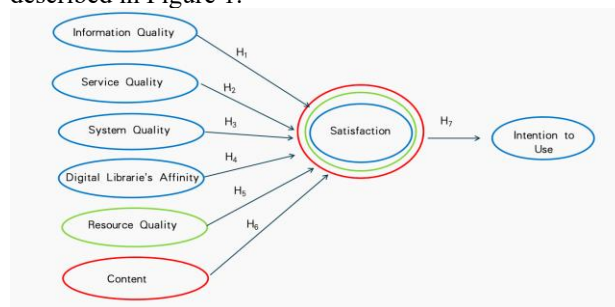 described in Figure 1.
Information Quality
H1
Service Quality
H2
System Quality
H3
Satisfaction
H7
Intention to
Use
H4
Digital Librarie's Affinity
H5
Resource Quality
H6
Content